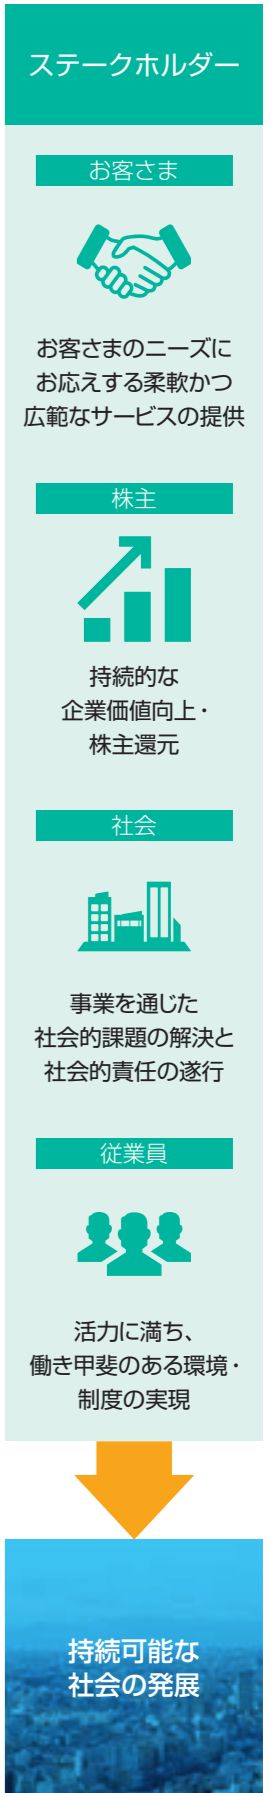 ステークホルダー
お客さま
お客さまのニーズに
お応えする柔軟かつ
広範なサービスの提供
株主
持続的な
企業価値向上・
株主還元
社会
事業を通じた
社会的課題の解決と
社会的責任の遂行
従業員
活力に満ち、
働き甲斐のある環境・
制度の実現
持続可能な
社会の発展